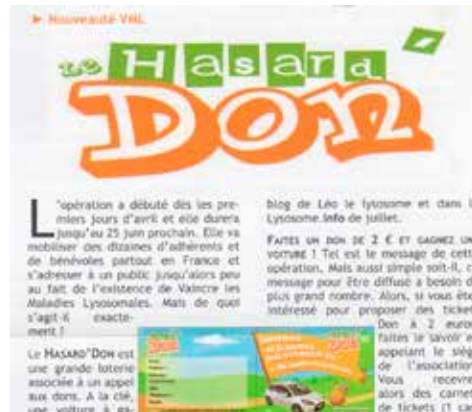 ► Nouveauté VML
Le Hasard'
Don
L'opération a débuté dès les pre-
miers jours d'avril et elle durera
jusqu'au 25 juin prochain. Elle va
mobiliser des dizaines d'adhérents et
de bénévoles partout en France et
s'adresser à un public jusqu'alors peu
au fait de l'existence de Vaincre les
Maladies Lysosomales. Mais de quoi
s'agit-il exacte-
ment ?
Le HASARD'DON est
une grande loterie
associée à un appel
aux dons. A la clé,
une voiture à ga-
blog de Léo le lysosome et dans
Lysosome.Info de juillet.
FAITES UN DON DE 2 € ET GAGNEZ UN
VOITURE ! Tel est le message de cett
opération. Mais aussi simple soit-il,
message pour être diffusé a besoin d
plus grand nombre. Alors, si vous ête
intéressé pour proposer des ticket
Don à 2 euros
faites le savoir e
appelant le sièg
de l'association
Vous recevre
alors des carnet
de tickets (1 car